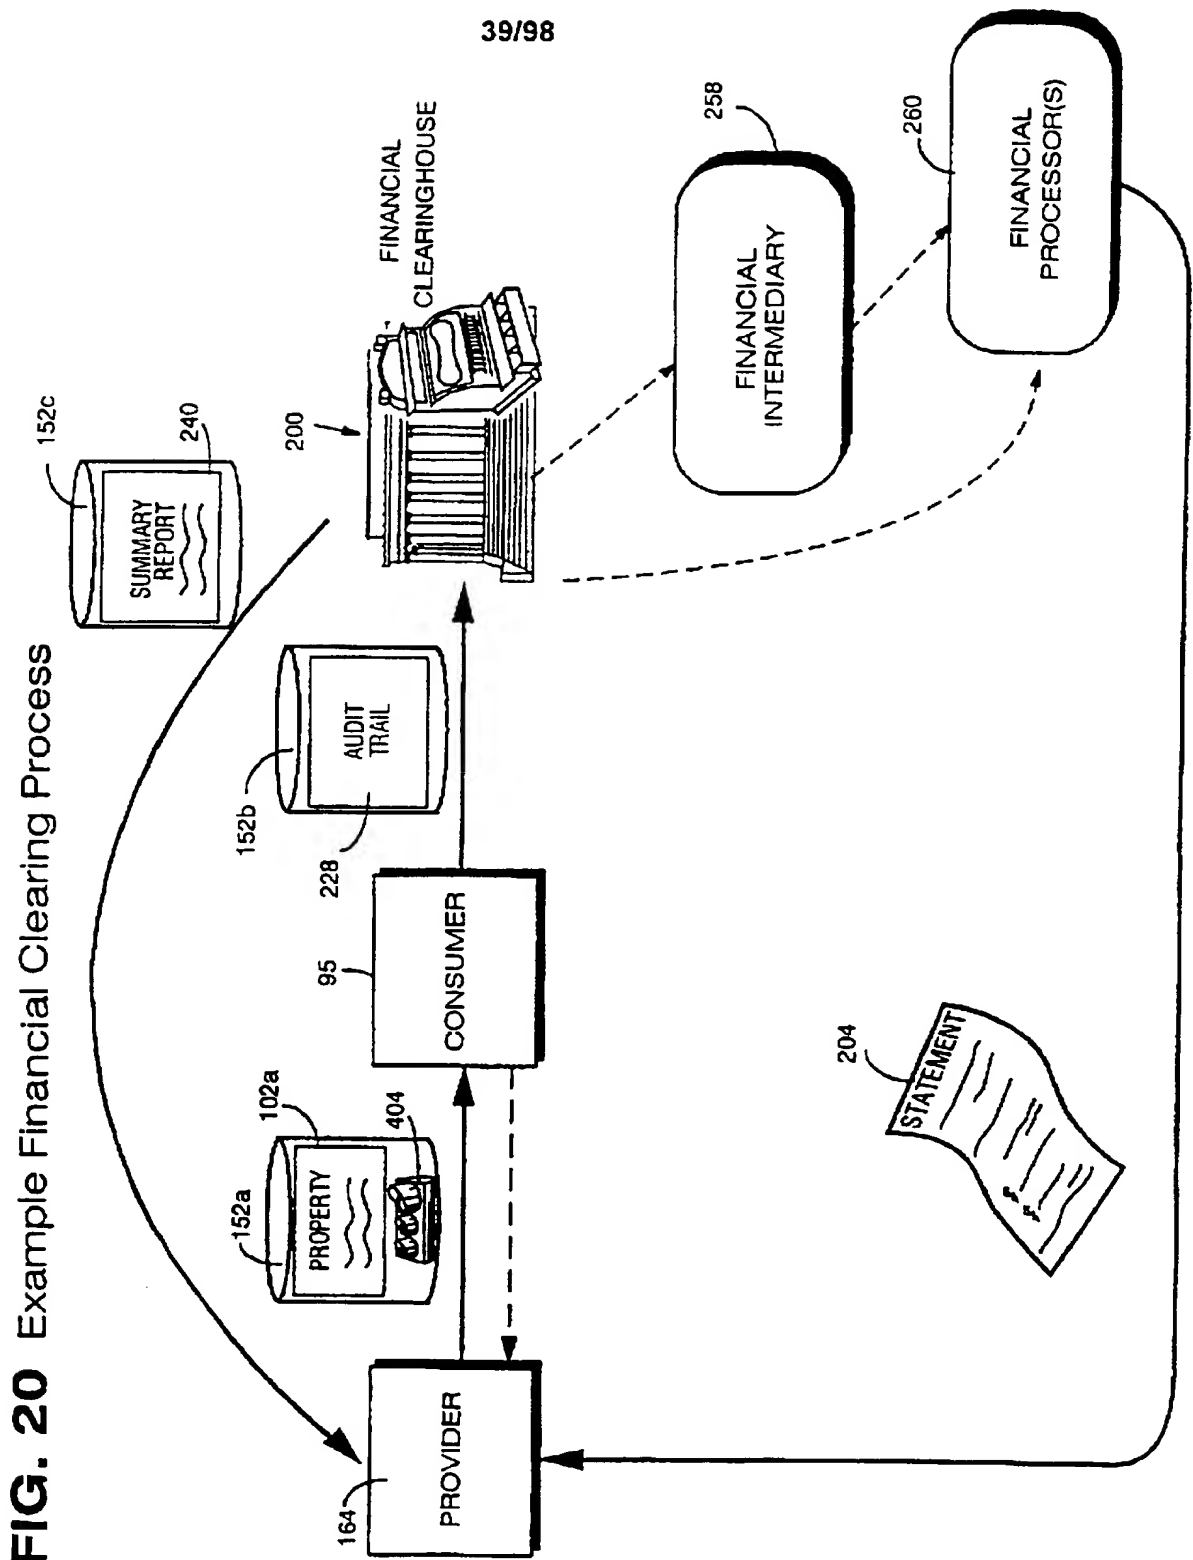 39/98
FIG. 20 Example Financial Clearing Process
152c
SUMMARY
REPORT
240
200
FINANCIAL
CLEARINGHOUSE
152b
AUDIT
TRAIL
228
95
CONSUMER
152a
PROPERTY
102a
404
164
PROVIDER
258
FINANCIAL
INTERMEDIARY
260
FINANCIAL
PROCESSOR(S)
204
STATEMENT
$
$